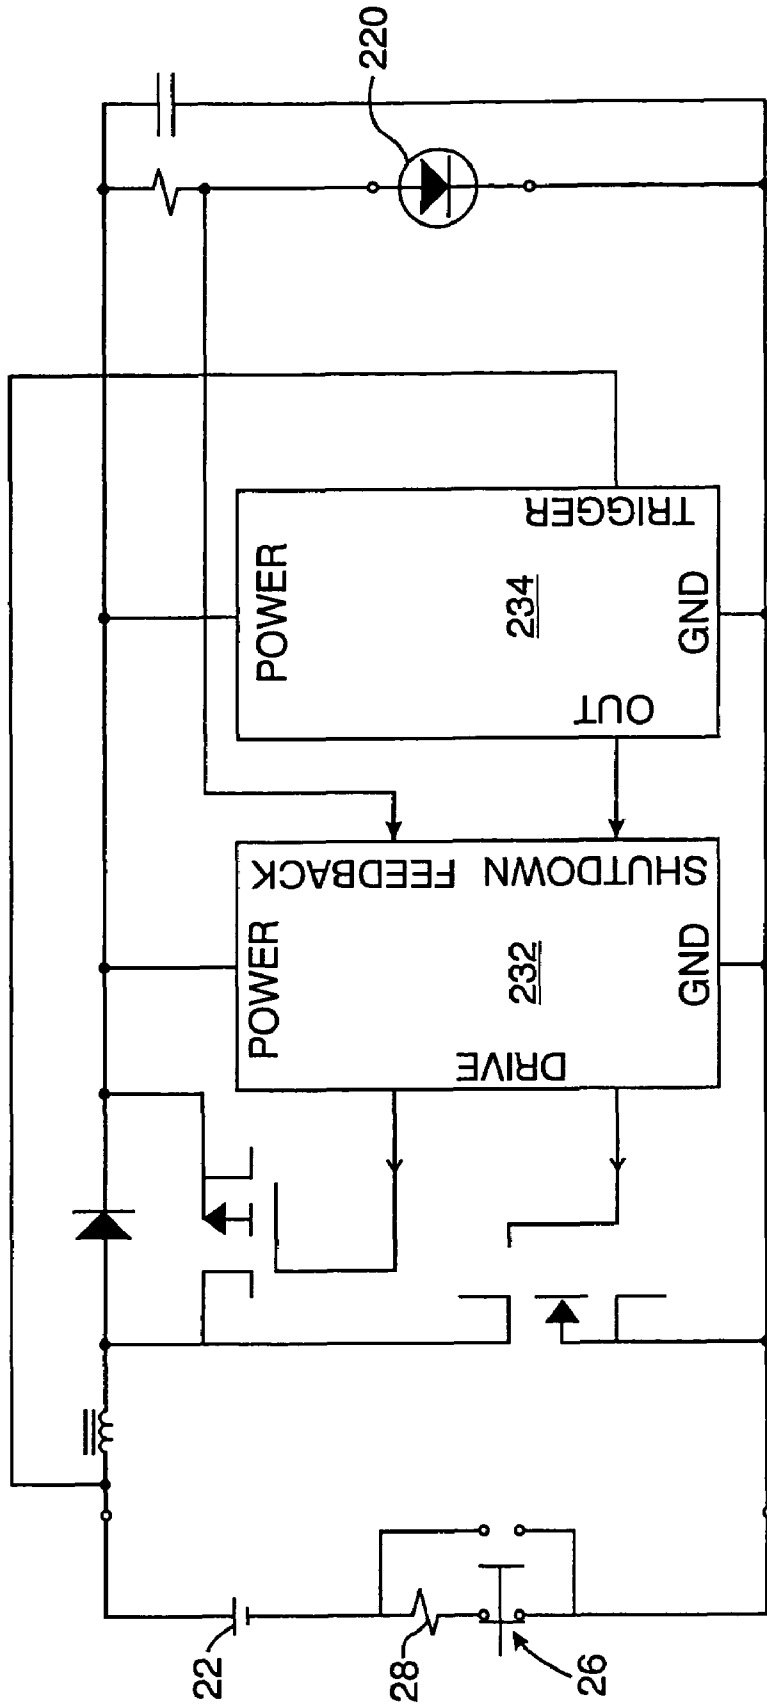 220
POWER
234
TRIGGER
OUT
GND
POWER
232
FEEDBACK
SHUTDOWN
DRIVE
GND
22
28
26